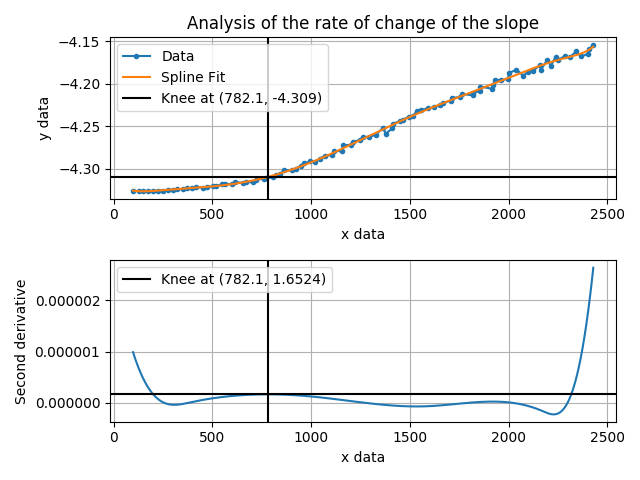 Analysis of the rate of change of the slope
−4.15
−4.20
−4.25
−4.30
y data
Data
Spline Fit
Knee at (782.1, -4.309)
0
500
1000
1500
2000
2500
x data
0.000002
0.000001
0.000000
Second derivative
Knee at (782.1, 1.6524)
0
500
1000
1500
2000
2500
x data